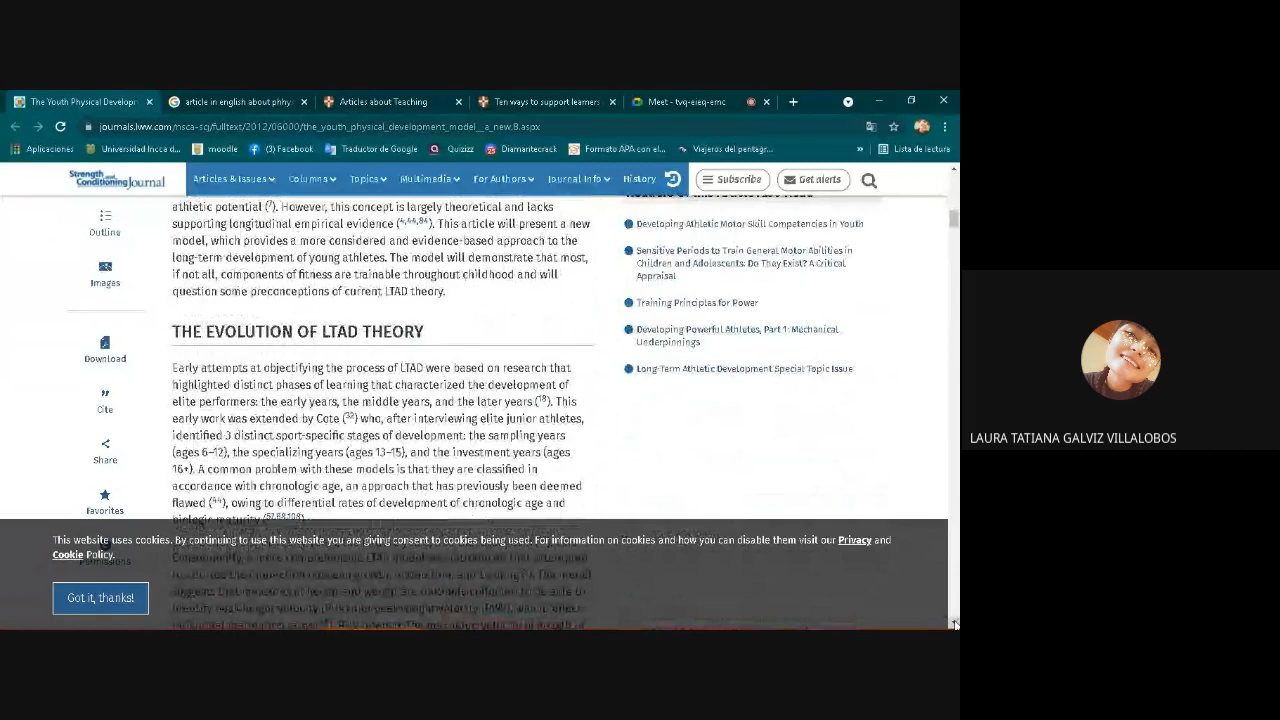 The Youth Physical Developm
article in english about phhys
Articles about Teaching
Ten ways to support learners
Meet - tvq-eieq-emc
journals.lww.com/nsca-scj/fulltext/2012/06000/the_youth_physical_development_model__a_new.8.aspx
Aplicaciones
Universidad Incca d...
moodle
(3) Facebook
Traductor de Google
Quizizz
Diamantecrack
Formato APA con el...
Viajeros del pentagr...
»
Lista de lectura
Strength and Conditioning Journal
Articles & Issues
Columns
Topics
Multimedia
For Authors
Journal Info
History
Subscribe
Get alerts
Outline
Images
Download
Cite
Share
Favorites
athletic potential (7). However, this concept is largely theoretical and lacks
supporting longitudinal empirical evidence (4,44,84). This article will present a new
model, which provides a more considered and evidence-based approach to the
long-term development of young athletes. The model will demonstrate that most,
if not all, components of fitness are trainable throughout childhood and will
question some preconceptions of current LTAD theory.
THE EVOLUTION OF LTAD THEORY
Early attempts at objectifying the process of LTAD were based on research that
highlighted distinct phases of learning that characterized the development of
elite performers: the early years, the middle years, and the later years (18). This
early work was extended by Cote (32) who, after interviewing elite junior athletes,
identified 3 distinct sport-specific stages of development: the sampling years
(ages 6–12), the specializing years (ages 13–15), and the investment years (ages
16+). A common problem with these models is that they are classified in
accordance with chronologic age, an approach that has previously been deemed
flawed (44), owing to differential rates of development of chronologic age and
biologic maturity
Developing Athletic Motor Skill Competencies in Youth
Sensitive Periods to Train General Motor Abilities in
Children and Adolescents: Do They Exist? A Critical
Appraisal
Training Principles for Power
Developing Powerful Athletes, Part 1: Mechanical
Underpinnings
Long-Term Athletic Development Special Topic Issue
This website uses cookies. By continuing to use this website you are giving consent to cookies being used. For information on cookies and how you can disable them visit our Privacy and
Cookie Policy.
Permissions
Got it, thanks!
LAURA TATIANA GALVIZ VILLALOBOS